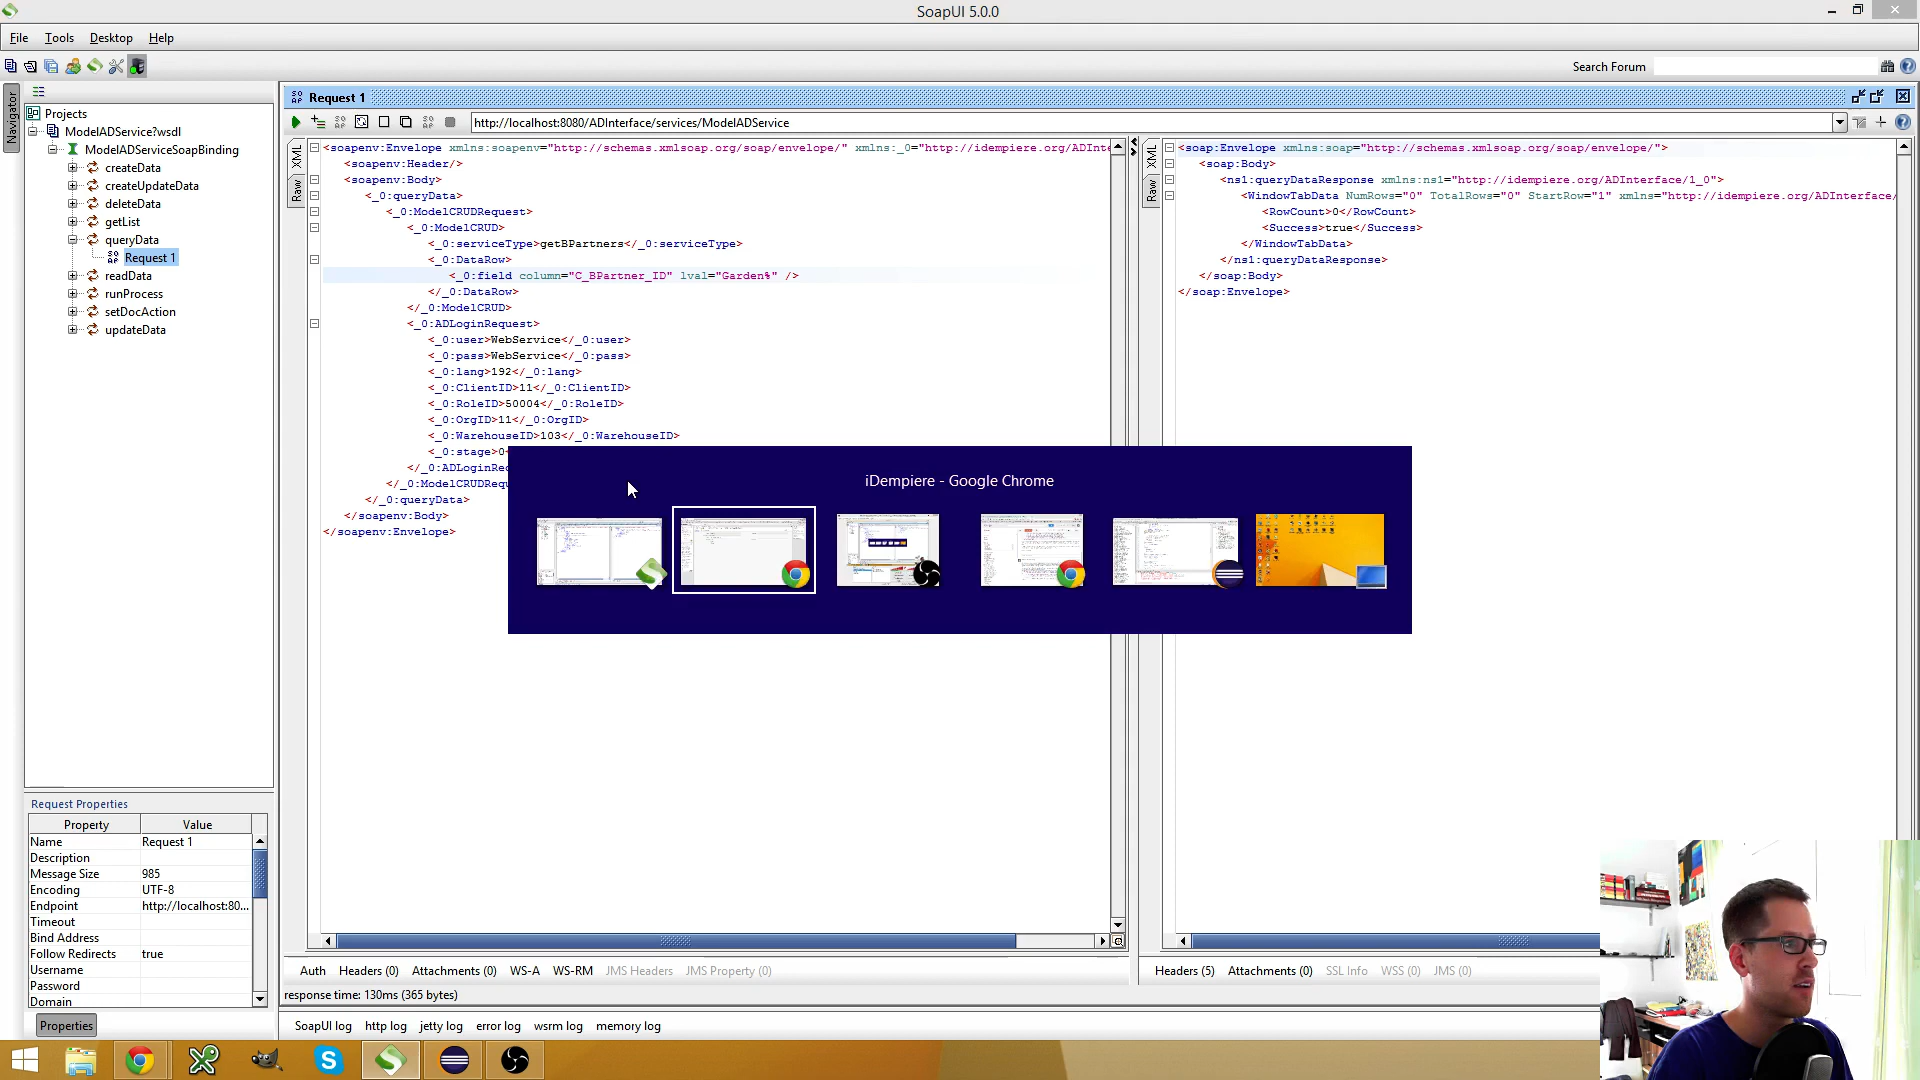 SoapUI 5.0.0
File Tools Desktop Help
Search Forum
Navigator
Projects
ModelADService?wsdl
ModelADServiceSoapBinding
createData
createUpdateData
deleteData
getList
queryData
Request 1
readData
runProcess
setDocAction
updateData
Request 1
http://localhost:8080/ADInterface/services/ModelADService
XML
Raw
<soapenv:Envelope xmlns:soapenv="http://schemas.xmlsoap.org/soap/envelope/" xmlns:_0="http://idempiere.org/ADInte
<soapenv:Header/>
<soapenv:Body>
<_0:queryData>
<_0:ModelCRUDRequest>
<_0:ModelCRUD>
<_0:serviceType>getBPartners</_0:serviceType>
<_0:DataRow>
<_0:field column="C_BPartner_ID" lval="Garden%" />
</_0:DataRow>
</_0:ModelCRUD>
<_0:ADLoginRequest>
<_0:user>WebService</_0:user>
<_0:pass>WebService</_0:pass>
<_0:lang>192</_0:lang>
<_0:ClientID>11</_0:ClientID>
<_0:RoleID>50004</_0:RoleID>
<_0:OrgID>11</_0:OrgID>
<_0:WarehouseID>103</_0:WarehouseID>
<_0:stage>0
</_0:ADLoginRe
</_0:ModelCRUDRequ
</_0:queryData>
</soapenv:Body>
</soapenv:Envelope>
XML
Raw
<soap:Envelope xmlns:soap="http://schemas.xmlsoap.org/soap/envelope/">
<soap:Body>
<ns1:queryDataResponse xmlns:ns1="http://idempiere.org/ADInterface/1_0">
<WindowTabData NumRows="0" TotalRows="0" StartRow="1" xmlns="http://idempiere.org/ADInterface/
<RowCount>0</RowCount>
<Success>true</Success>
</WindowTabData>
</ns1:queryDataResponse>
</soap:Body>
</soap:Envelope>
iDempiere - Google Chrome
Request Properties
Property Value
Name Request 1
Description
Message Size 985
Encoding UTF-8
Endpoint http://localhost:80...
Timeout
Bind Address
Follow Redirects true
Username
Password
Domain
Properties
Auth Headers (0) Attachments (0) WS-A WS-RM JMS Headers JMS Property (0)
Headers (5) Attachments (0) SSL Info WSS (0) JMS (0)
response time: 130ms (365 bytes)
SoapUI log http log jetty log error log wsrm log memory log